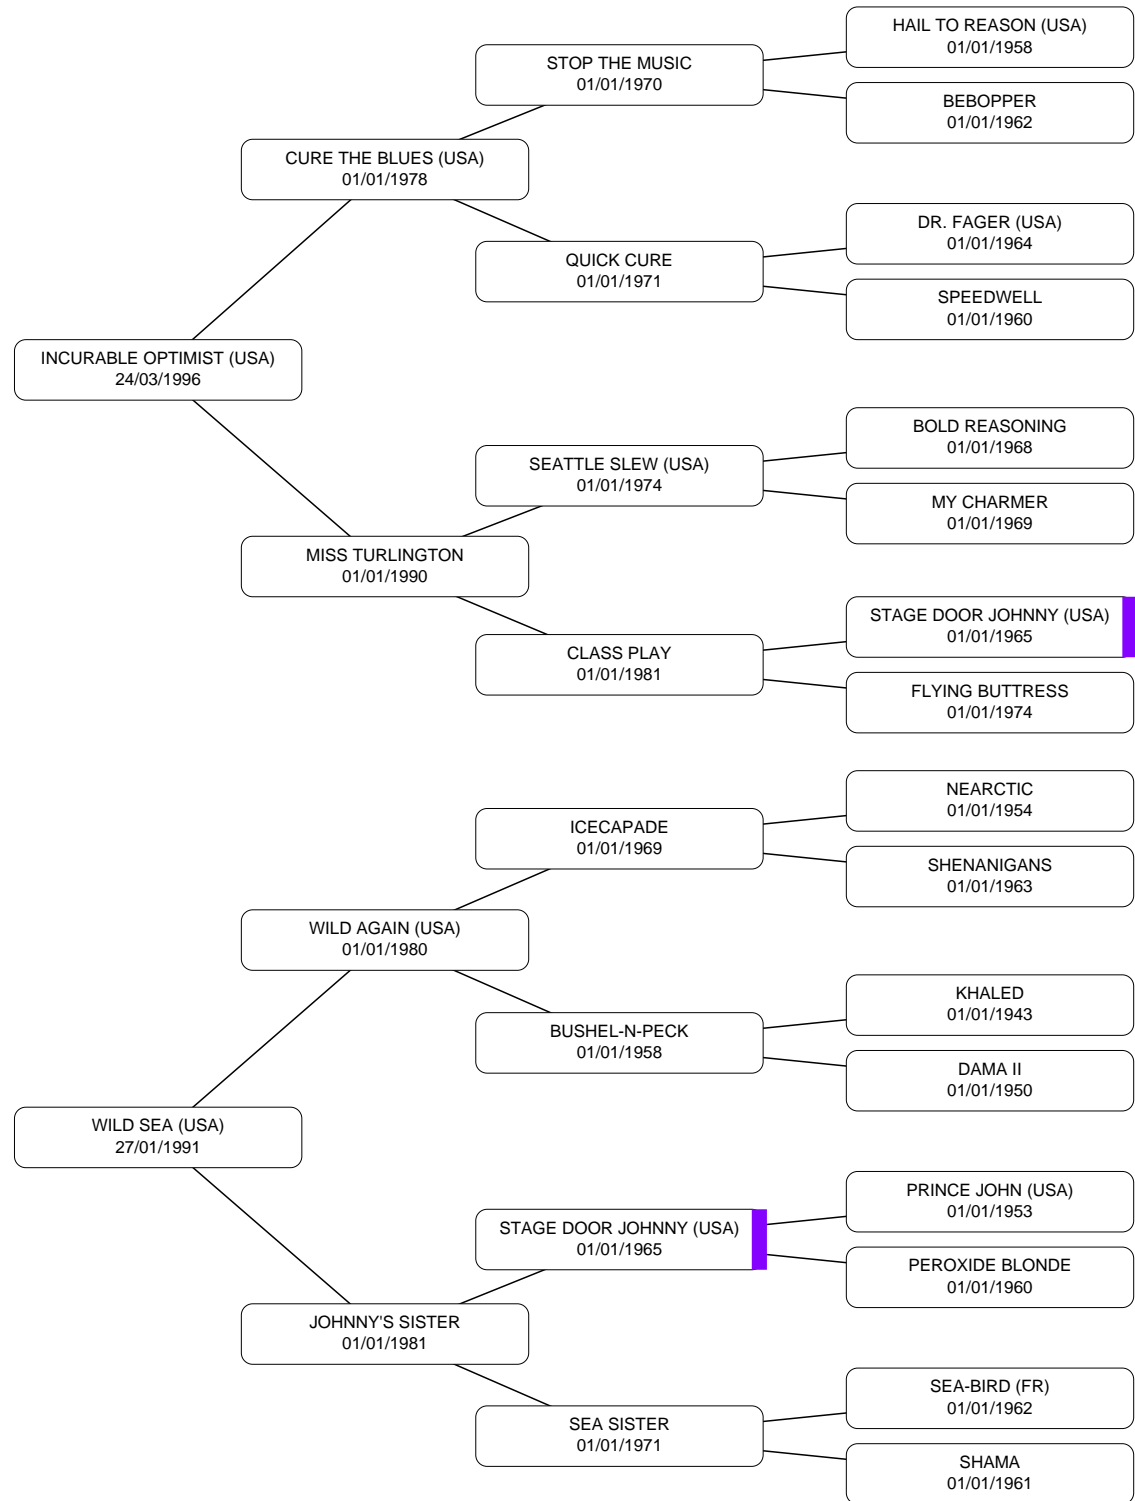 HAIL TO REASON (USA)
01/01/1958
STOP THE MUSIC
01/01/1970
BEBOPPER
01/01/1962
CURE THE BLUES (USA)
01/01/1978
DR. FAGER (USA)
01/01/1964
QUICK CURE
01/01/1971
SPEEDWELL
01/01/1960
INCURABLE OPTIMIST (USA)
24/03/1996
BOLD REASONING
01/01/1968
SEATTLE SLEW (USA)
01/01/1974
MY CHARMER
01/01/1969
MISS TURLINGTON
01/01/1990
STAGE DOOR JOHNNY (USA)
01/01/1965
CLASS PLAY
01/01/1981
FLYING BUTTRESS
01/01/1974
NEARCTIC
01/01/1954
ICECAPADE
01/01/1969
SHENANIGANS
01/01/1963
WILD AGAIN (USA)
01/01/1980
KHALED
01/01/1943
BUSHEL-N-PECK
01/01/1958
DAMA II
01/01/1950
WILD SEA (USA)
27/01/1991
PRINCE JOHN (USA)
01/01/1953
STAGE DOOR JOHNNY (USA)
01/01/1965
PEROXIDE BLONDE
01/01/1960
JOHNNY'S SISTER
01/01/1981
SEA-BIRD (FR)
01/01/1962
SEA SISTER
01/01/1971
SHAMA
01/01/1961